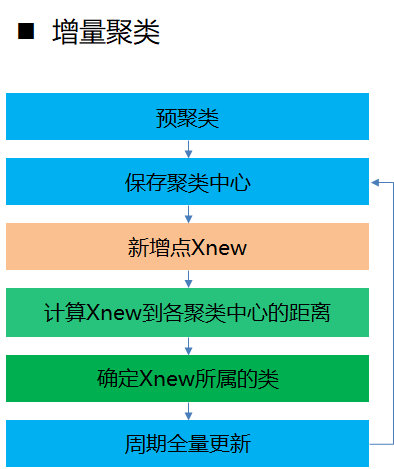 ■ 增量聚类
预聚类
保存聚类中心
新增点Xnew
计算Xnew到各聚类中心的距离
确定Xnew所属的类
周期全量更新